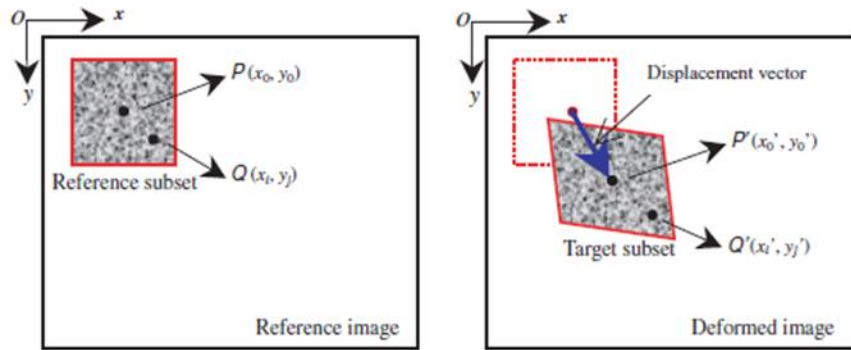 O x
y
P(x₀, y₀)
Q(xᵢ, yⱼ)
Reference subset
Reference image
O x
y
Displacement vector
P'(x₀', y₀')
Q'(xᵢ', yⱼ')
Target subset
Deformed image